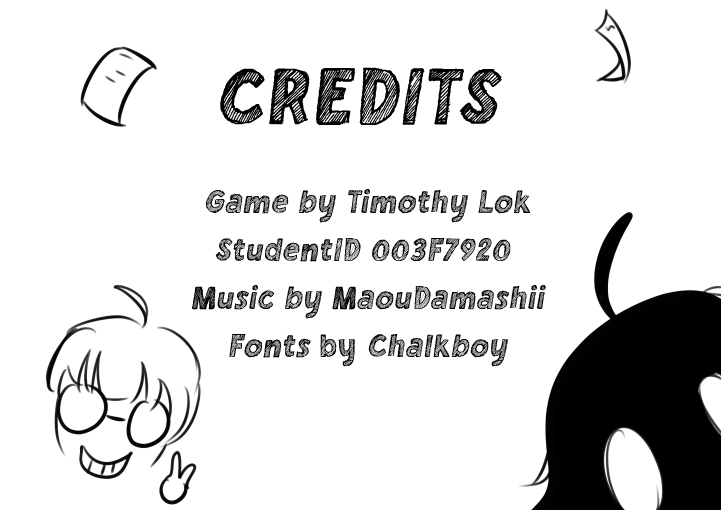 CREDITS
Game by Timothy Lok
StudentID 003F7920
Music by MaouDamashii
Fonts by Chalkboy